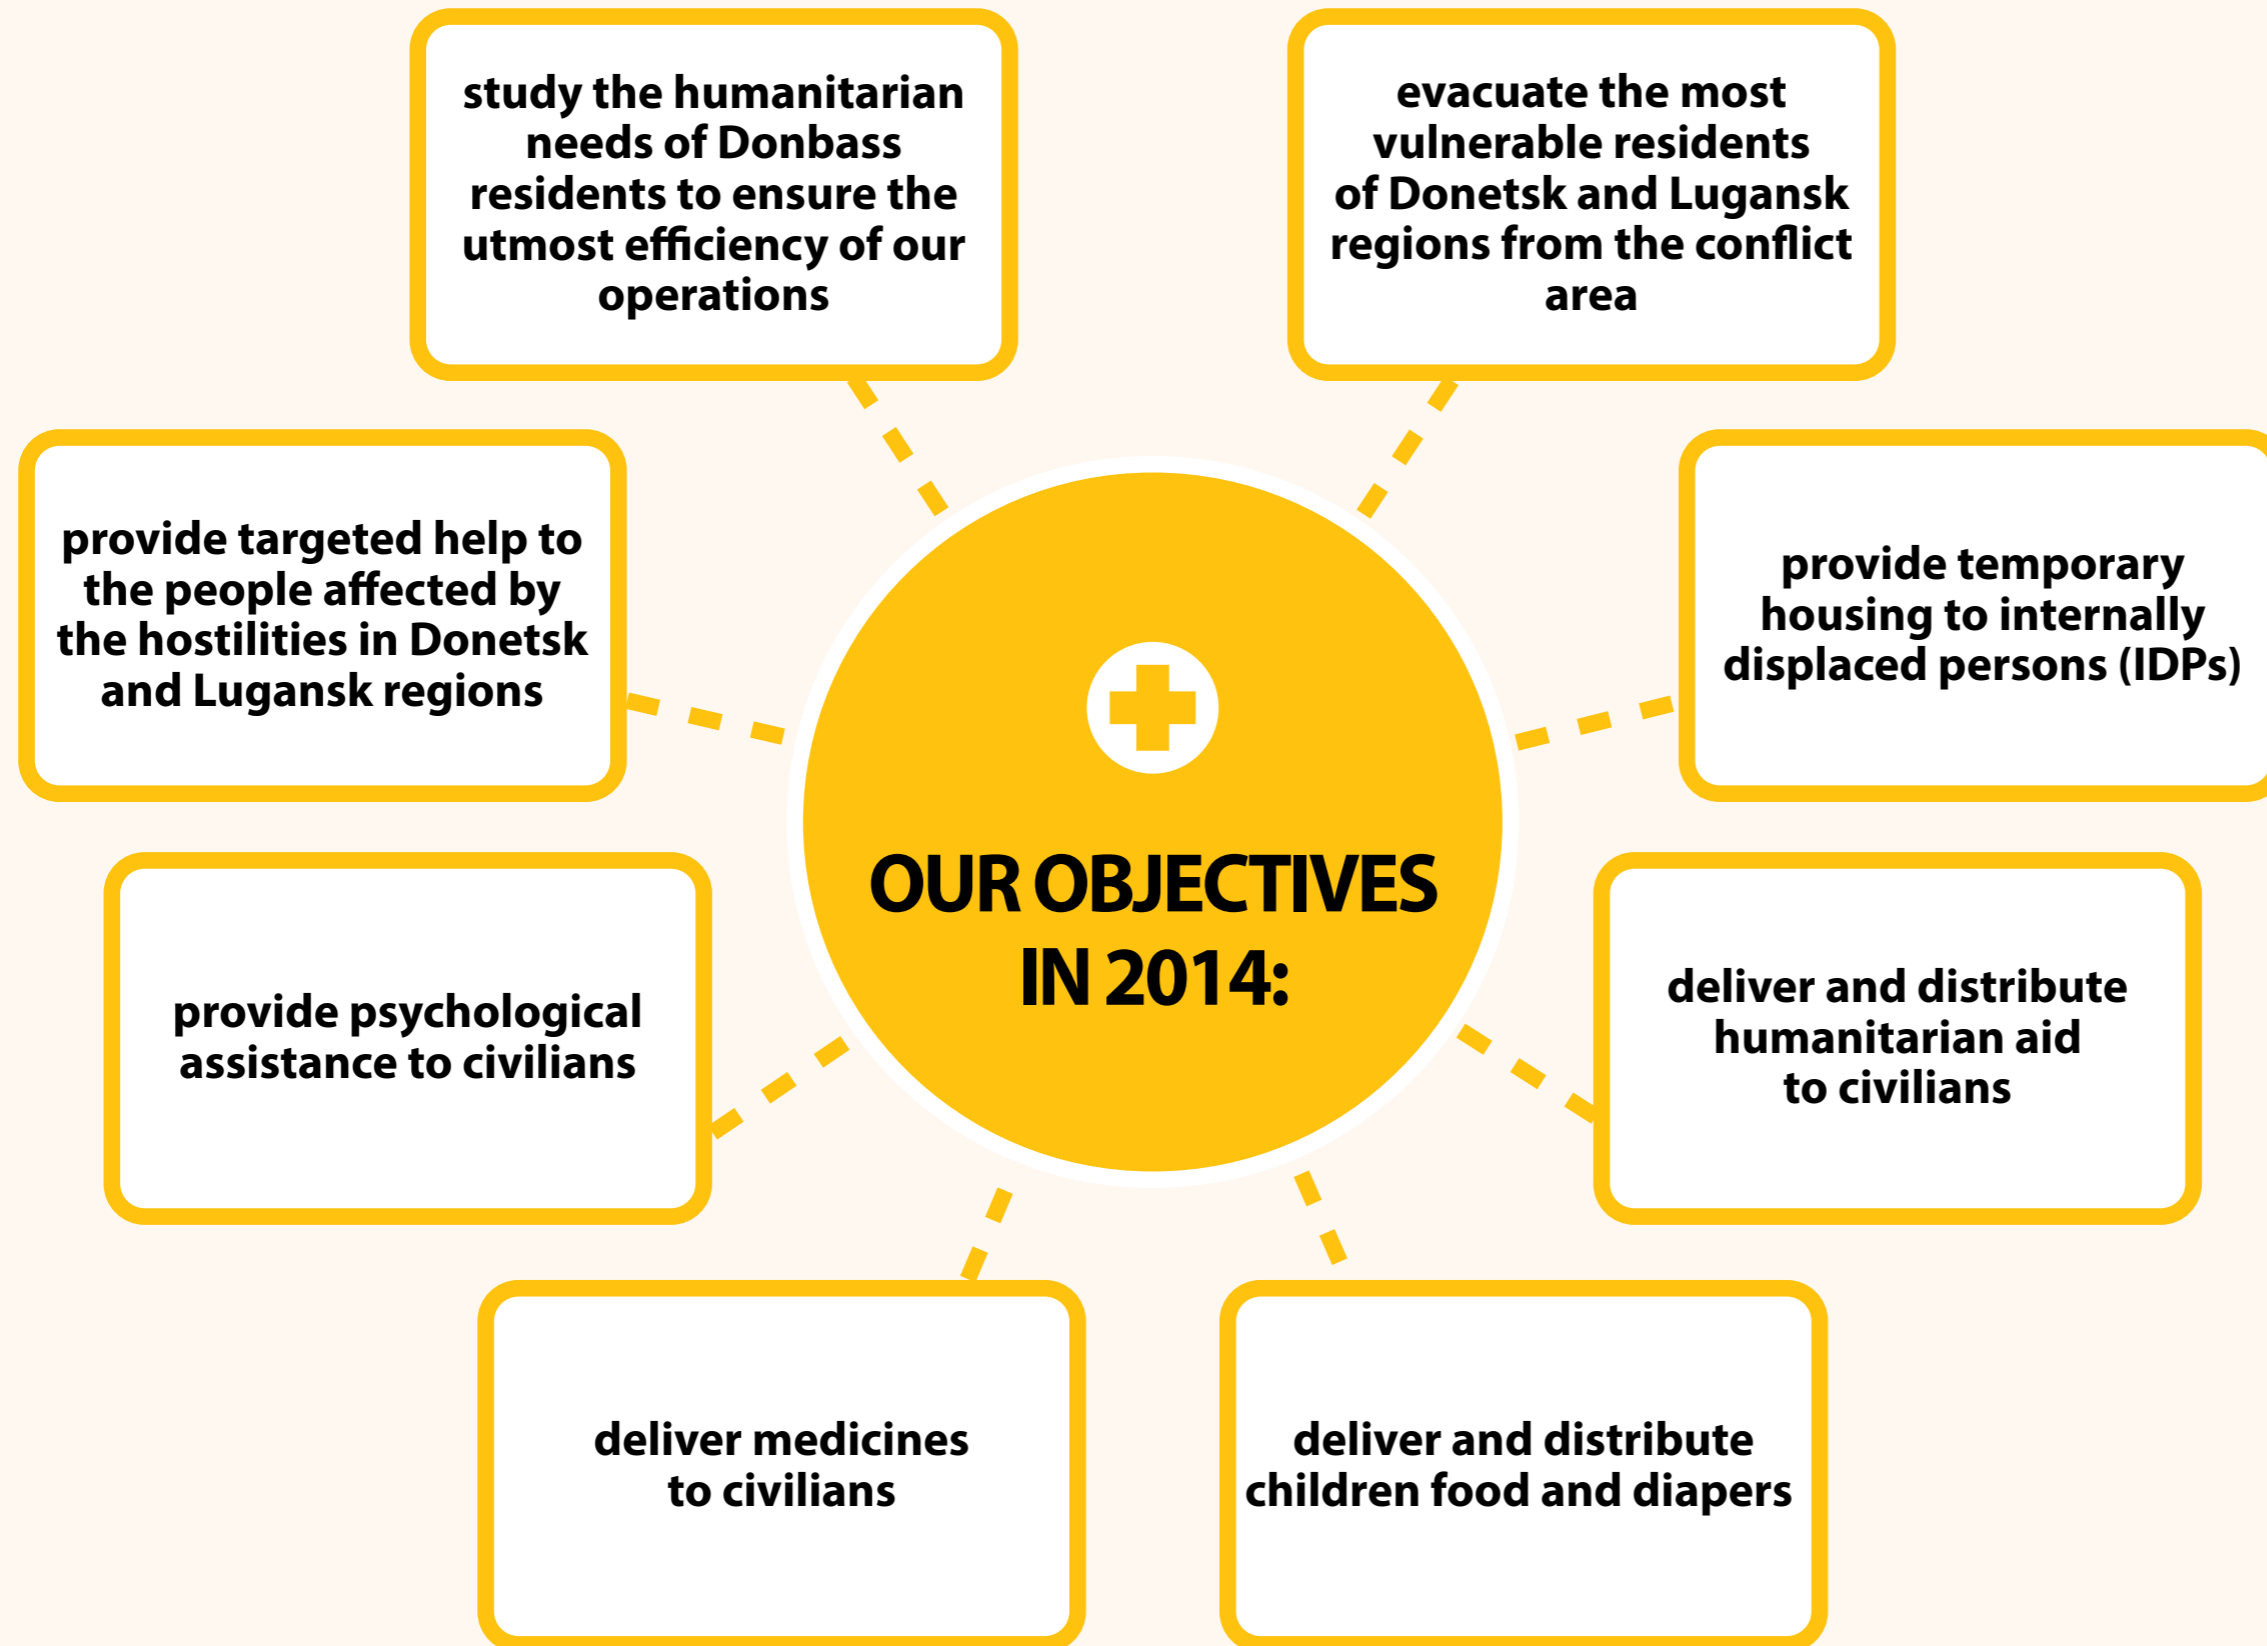 study the humanitarian
needs of Donbass
residents to ensure the
utmost efficiency of our
operations
evacuate the most
vulnerable residents
of Donetsk and Lugansk
regions from the conflict
area
provide targeted help to
the people affected by
the hostilities in Donetsk
and Lugansk regions
provide temporary
housing to internally
displaced persons (IDPs)
OUR OBJECTIVES
IN 2014:
provide psychological
assistance to civilians
deliver and distribute
humanitarian aid
to civilians
deliver medicines
to civilians
deliver and distribute
children food and diapers